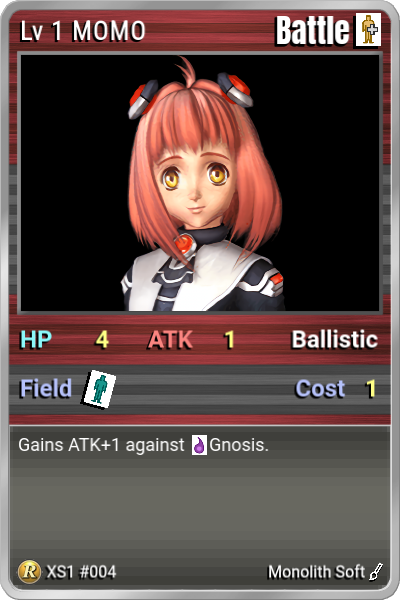 Lv 1 MOMO Battle
HP 4 ATK 1 Ballistic
Field Cost 1
Gains ATK+1 against Gnosis.
R XS1 #004 Monolith Soft